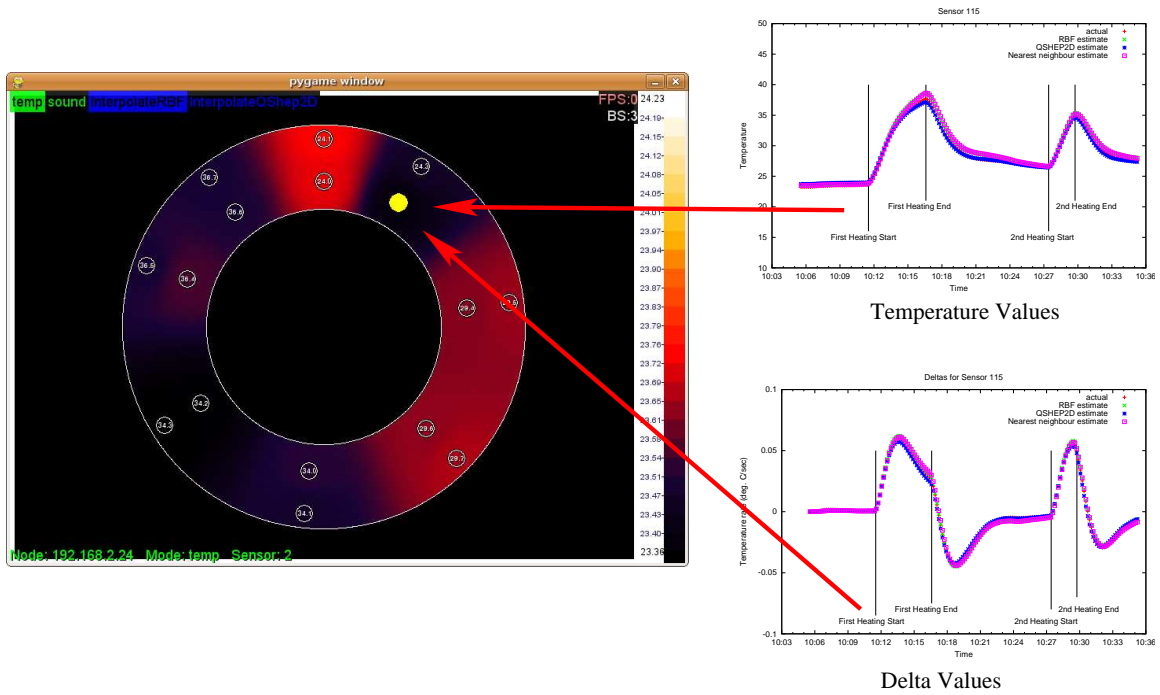 pygame window
temp sound InterpolateRBF InterpolateQShep2D
FPS:0
BS:3
24.23
24.19
24.15
24.12
24.08
24.05
24.01
23.97
23.94
23.90
23.87
23.83
23.79
23.76
23.72
23.68
23.65
23.61
23.58
23.54
23.51
23.47
23.43
23.40
23.36
24.1
24.0
24.3
36.7
36.6
36.5
36.4
29.4
34.2
34.3
29.6
29.7
34.0
34.1
Node: 192.168.2.24 Mode: temp Sensor: 2
Sensor 115
actual
RBF estimate
QSHEP2D estimate
Nearest neighbour estimate
Temperature
50
45
40
35
30
25
20
15
10
First Heating Start
First Heating End
2nd Heating Start
2nd Heating End
10:03 10:06 10:09 10:12 10:15 10:18 10:21 10:24 10:27 10:30 10:33 10:36
Time
Temperature Values
Deltas for Sensor 115
actual
RBF estimate
QSHEP2D estimate
Nearest neighbour estimate
Temperature rate (deg. C/sec)
0.1
0.05
0
-0.05
-0.1
First Heating Start
First Heating End
2nd Heating Start
2nd Heating End
10:03 10:06 10:09 10:12 10:15 10:18 10:21 10:24 10:27 10:30 10:33 10:36
Time
Delta Values